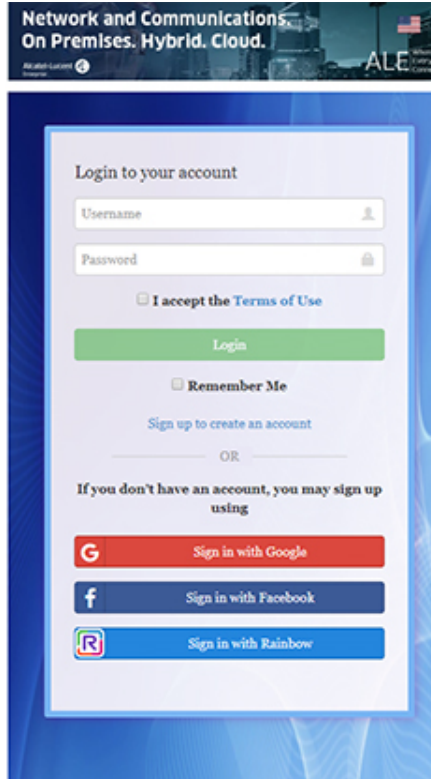 Network and Communications.
On Premises. Hybrid. Cloud.
Alcatel-Lucent
Enterprise
ALE
Login to your account
Username
Password
I accept the Terms of Use
Login
Remember Me
Sign up to create an account
OR
If you don't have an account, you may sign up
using
G Sign in with Google
f Sign in with Facebook
R Sign in with Rainbow